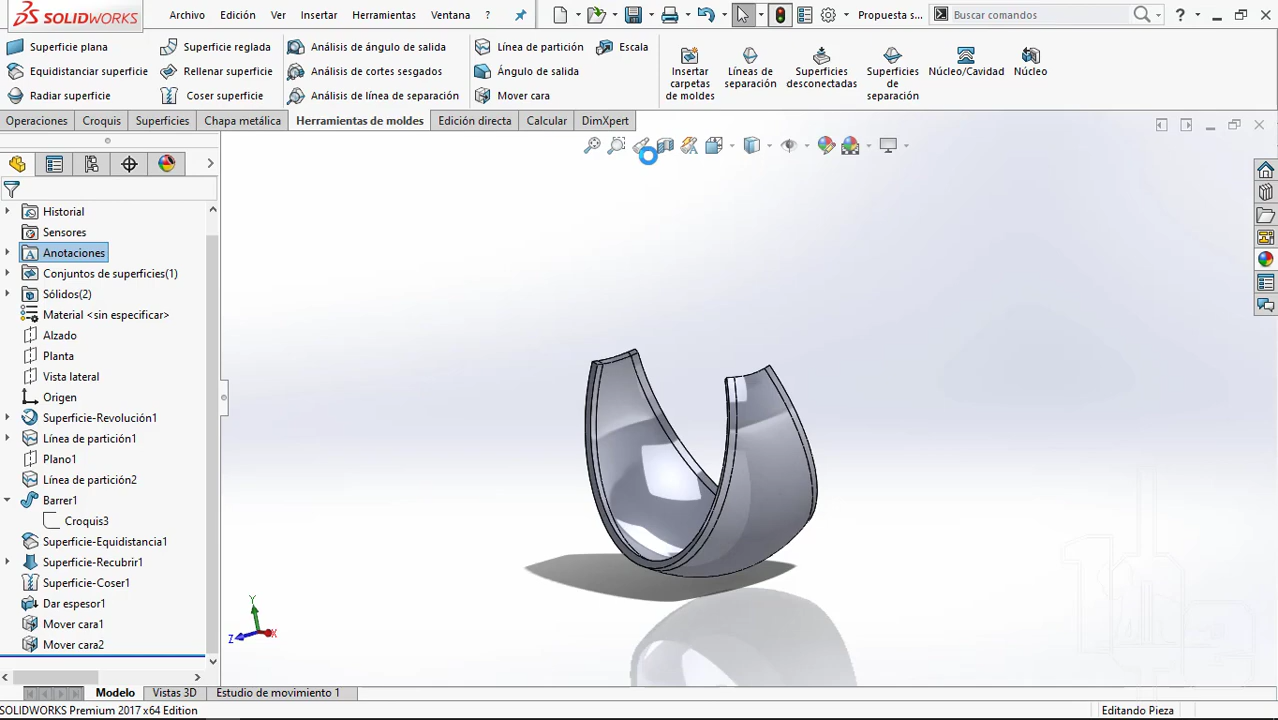 SOLIDWORKS
Archivo Edición Ver Insertar Herramientas Ventana ?
Propuesta s...
Buscar comandos
?
Superficie plana
Superficie reglada
Análisis de ángulo de salida
Línea de partición
Escala
Equidistanciar superficie
Rellenar superficie
Análisis de cortes sesgados
Ángulo de salida
Radiar superficie
Coser superficie
Análisis de línea de separación
Mover cara
Insertar carpetas de moldes
Líneas de separación
Superficies desconectadas
Superficies de separación
Núcleo/Cavidad
Núcleo
Operaciones Croquis Superficies Chapa metálica Herramientas de moldes Edición directa Calcular DimXpert
Historial
Sensores
Anotaciones
Conjuntos de superficies(1)
Sólidos(2)
Material <sin especificar>
Alzado
Planta
Vista lateral
Origen
Superficie-Revolución1
Línea de partición1
Plano1
Línea de partición2
Barrer1
Croquis3
Superficie-Equidistancia1
Superficie-Recubrir1
Superficie-Coser1
Dar espesor1
Mover cara1
Mover cara2
Y
Z
X
Modelo Vistas 3D Estudio de movimiento 1
SOLIDWORKS Premium 2017 x64 Edition
Editando Pieza